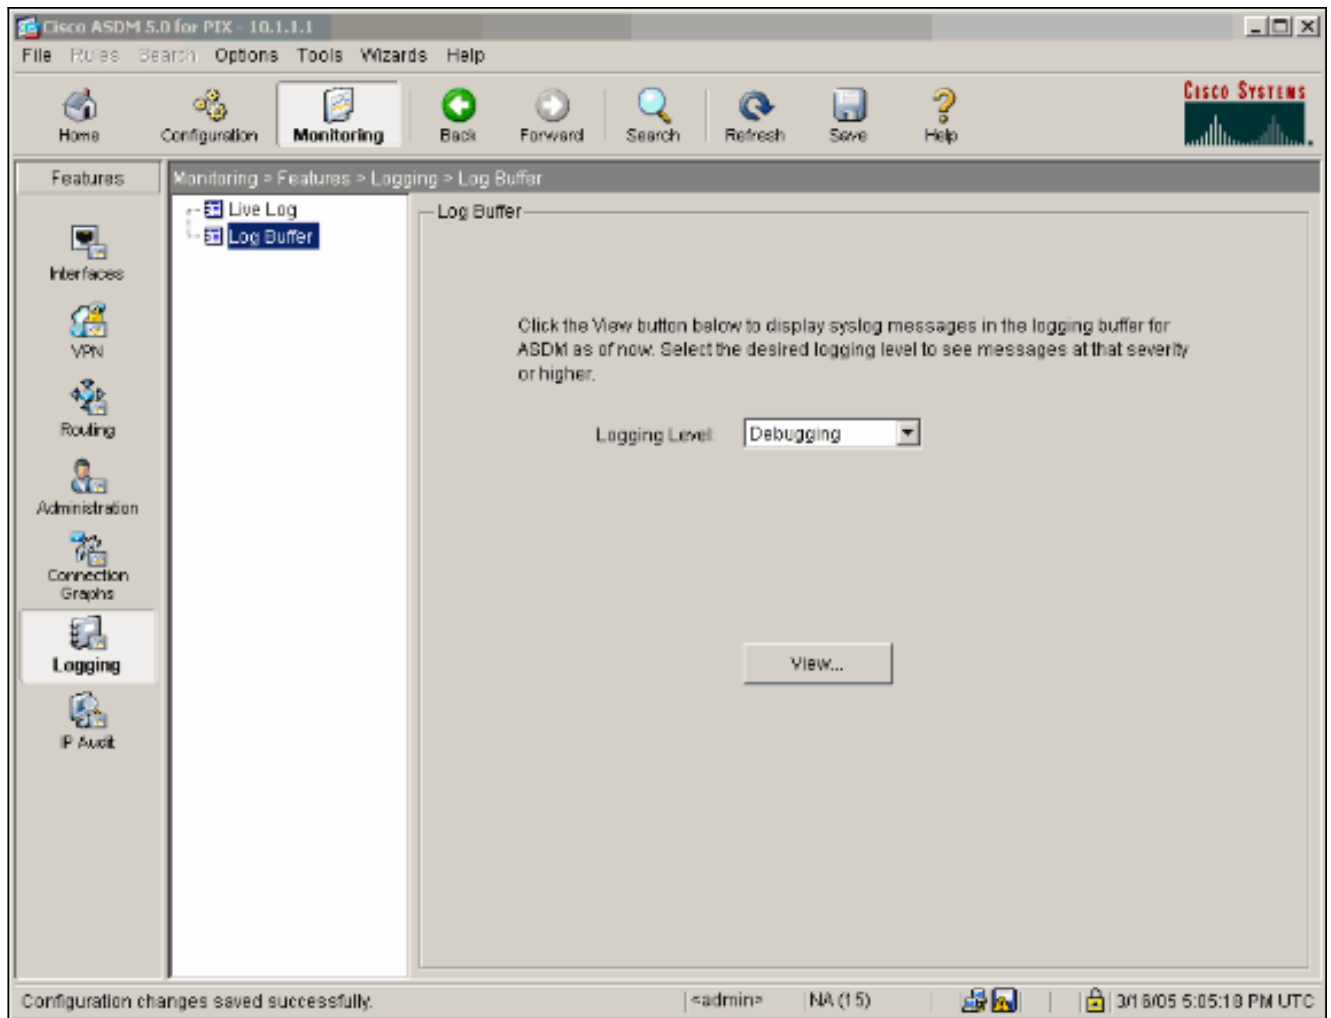 Cisco ASDM 5.0 for PIX - 10.1.1.1
File Rules Search Options Tools Wizards Help
Home Configuration Monitoring Back Forward Search Refresh Save Help
CISCO SYSTEMS
Features
Monitoring > Features > Logging > Log Buffer
Interfaces
VPN
Routing
Administration
Connection
Graphs
Logging
IP Audit
Live Log
Log Buffer
Log Buffer
Click the View button below to display syslog messages in the logging buffer for
ASDM as of now. Select the desired logging level to see messages at that severity
or higher.
Logging Level: Debugging
View...
Configuration changes saved successfully. <admin> NA (15) 3/16/05 5:05:18 PM UTC